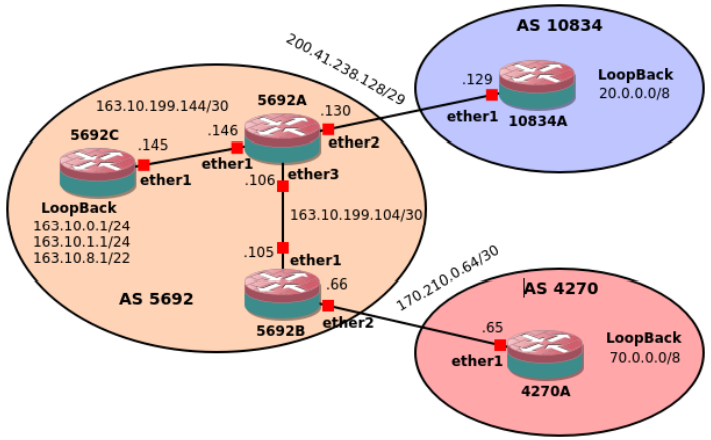 AS 10834
200.41.238.128/29
.129
LoopBack
20.0.0.0/8
ether1
10834A
163.10.199.144/30
5692A
.130
5692C
.145
.146
ether2
ether1
ether1
ether3
.106
LoopBack
163.10.0.1/24
163.10.1.1/24
163.10.8.1/22
163.10.199.104/30
.105
ether1
.66
AS 5692
5692B
ether2
170.210,0.64/30
AS 4270
.65
LoopBack
70.0.0.0/8
ether1
4270A